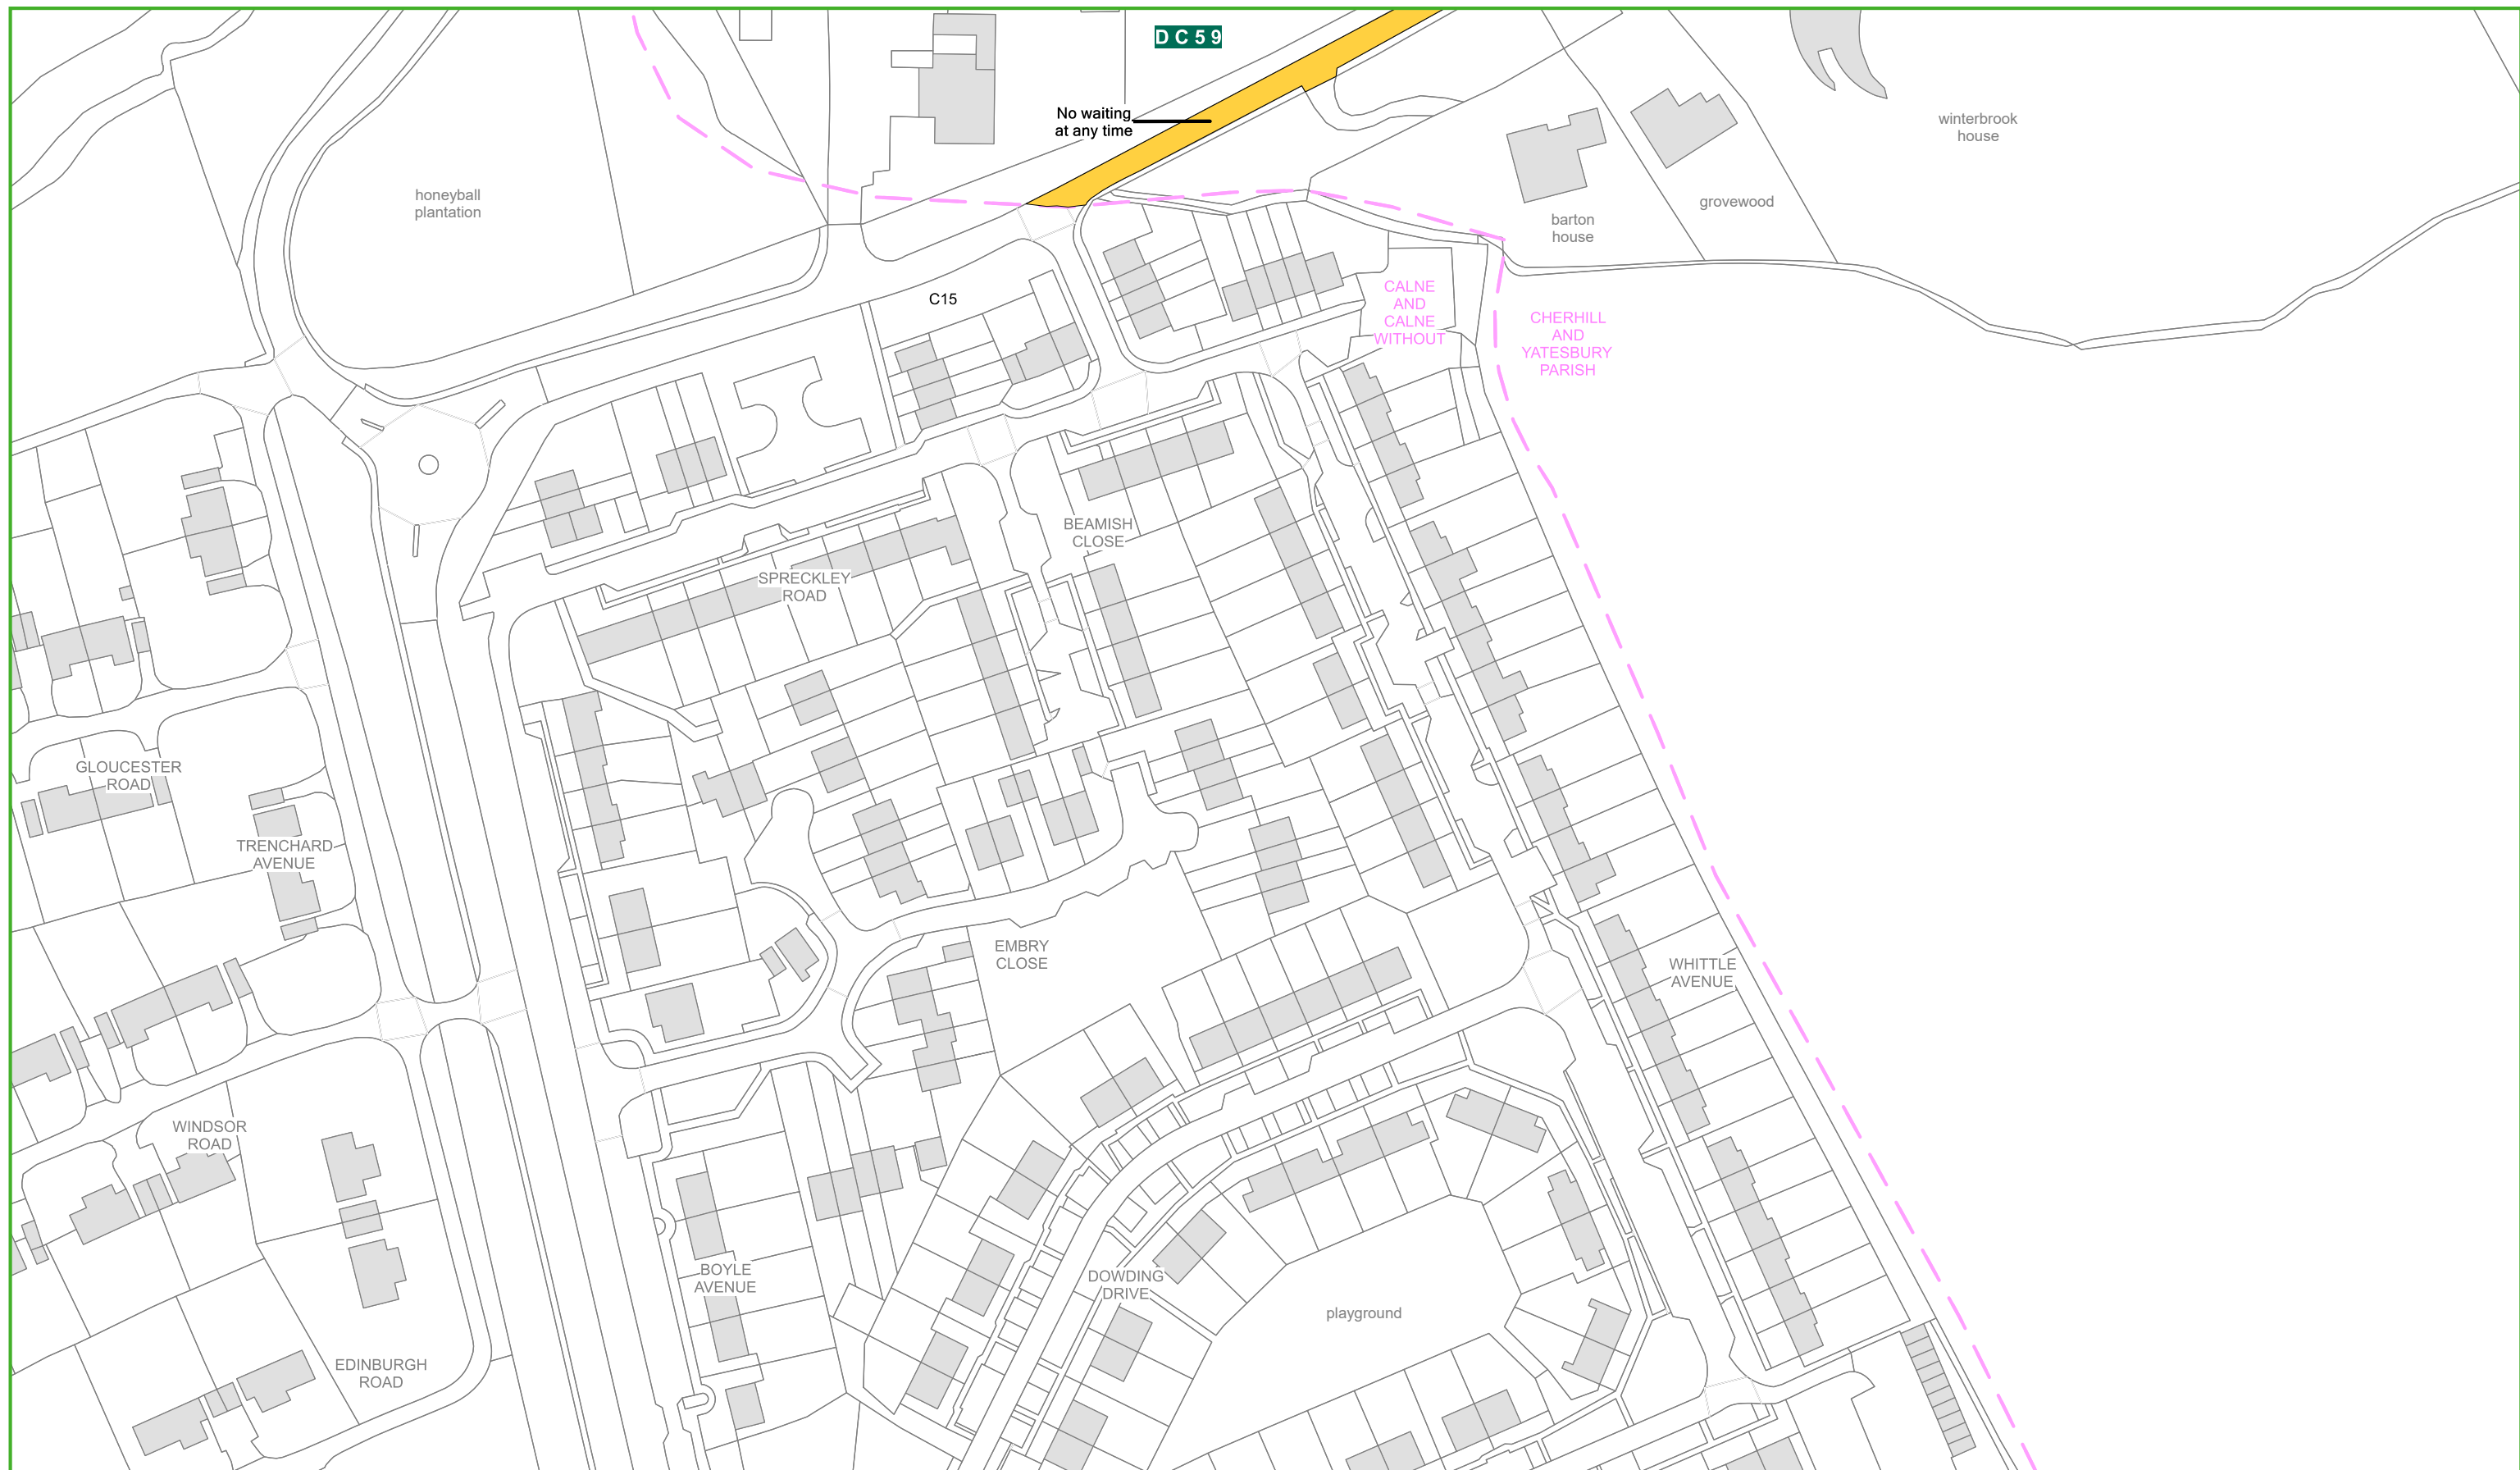 D C 5 9
No waiting
at any time
winterbrook
house
honeyball
plantation
grovewood
barton
house
C15
CALNE
AND
CALNE
WITHOUT
CHERHILL
AND
YATESBURY
PARISH
BEAMISH
CLOSE
SPRECKLEY
ROAD
GLOUCESTER
ROAD
TRENCHARD
AVENUE
EMBRY
CLOSE
WHITTLE
AVENUE
WINDSOR
ROAD
BOYLE
AVENUE
DOWDING
DRIVE
playground
EDINBURGH
ROAD